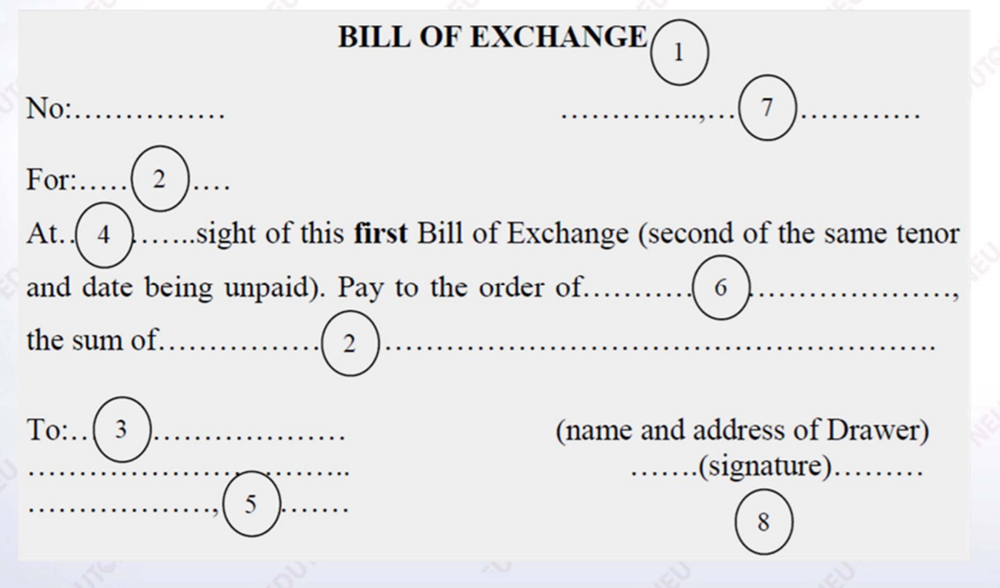 BILL OF EXCHANGE 1
No:............... ..............,...7............
For:.....2....
At..4.......sight of this first Bill of Exchange (second of the same tenor
and date being unpaid). Pay to the order of...........6....................,
the sum of................2......................................................
To:..3................... (name and address of Drawer)
............................... .......(signature).........
..................,5....... 8